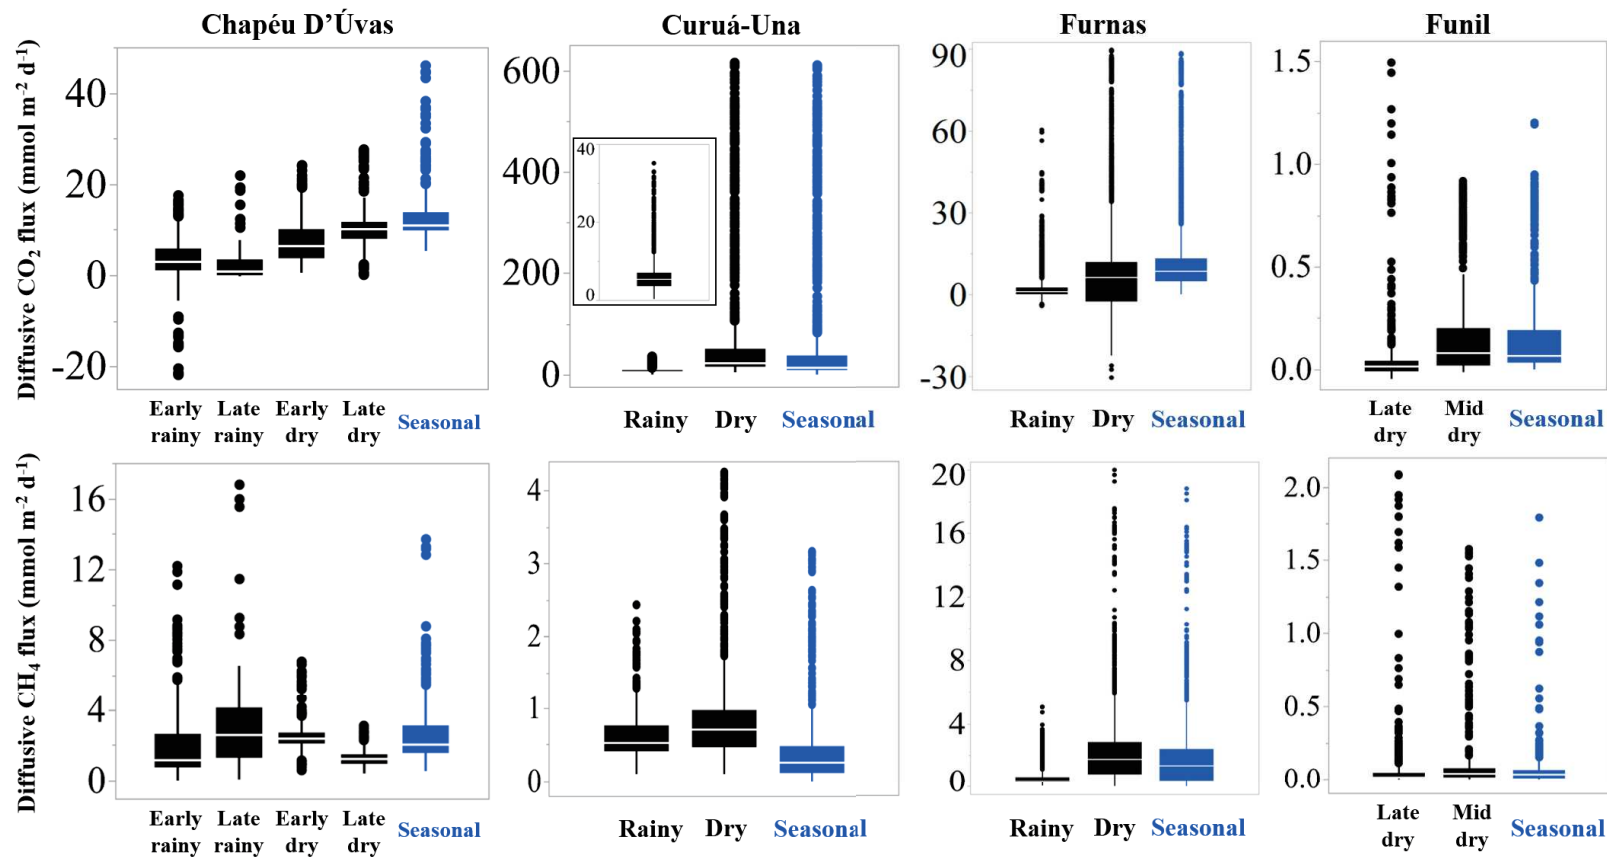 Chapéu D’Úvas
Curuá-Una
Furnas
Funil
Diffusive CO2 flux (mmol m-2 d-1)
40
20
0
-20
600
400
200
0
40
20
0
90
60
30
0
-30
1.5
1.0
0.5
0.0
Early rainy
Late rainy
Early dry
Late dry
Seasonal
Rainy
Dry
Seasonal
Rainy
Dry
Seasonal
Late dry
Mid dry
Seasonal
Diffusive CH4 flux (mmol m-2 d-1)
16
12
8
4
0
4
3
2
1
0
20
16
12
8
4
0
2.0
1.5
1.0
0.5
0.0
Early rainy
Late rainy
Early dry
Late dry
Seasonal
Rainy
Dry
Seasonal
Rainy
Dry
Seasonal
Late dry
Mid dry
Seasonal